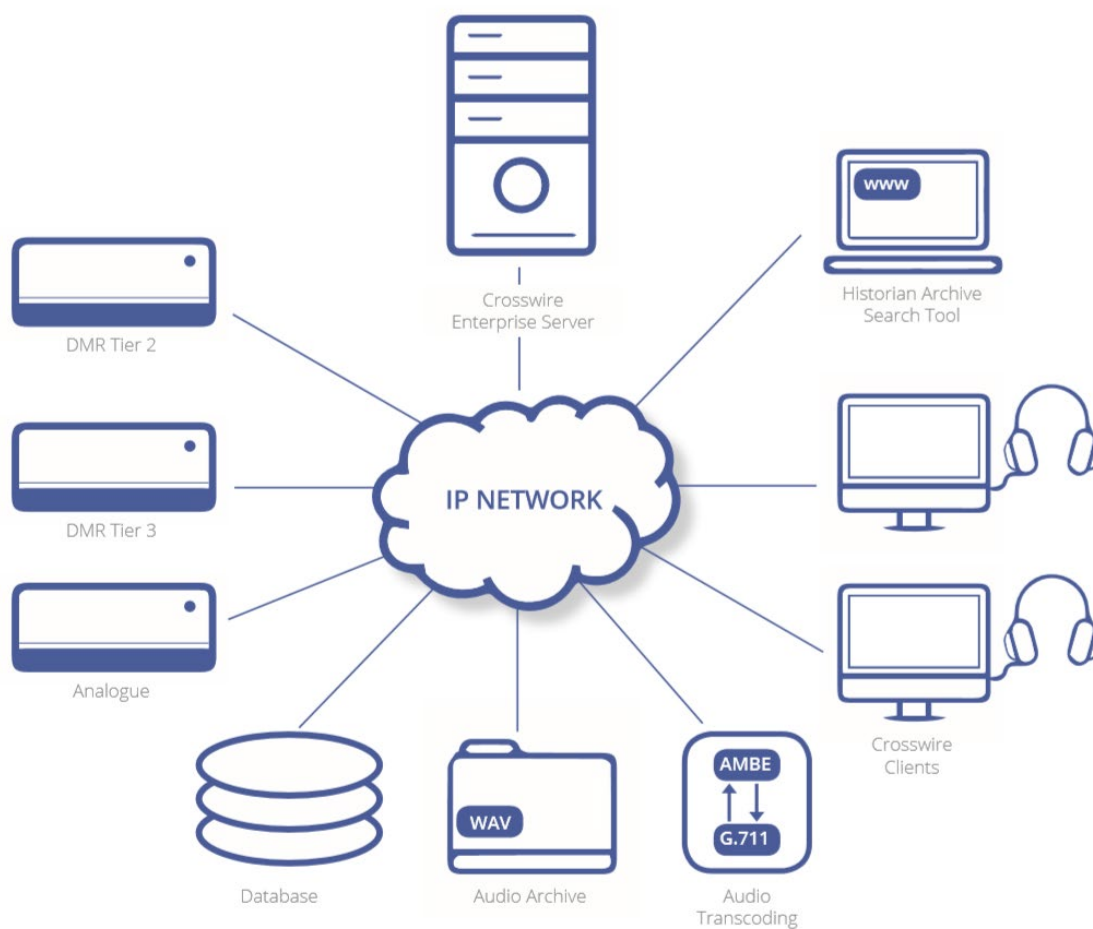 Crosswire
Enterprise Server
www
Historian Archive
Search Tool
DMR Tier 2
DMR Tier 3
IP NETWORK
Analogue
Crosswire
Clients
Database
WAV
Audio Archive
AMBE
G.711
Audio
Transcoding